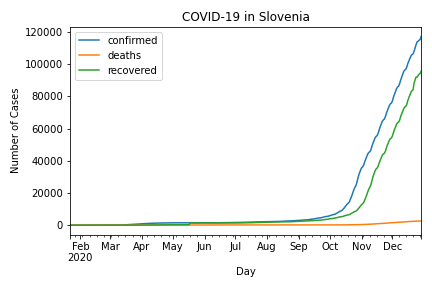 COVID-19 in Slovenia
120000
100000
80000
60000
40000
20000
0
Number of Cases
confirmed
deaths
recovered
Feb Mar Apr May Jun Jul Aug Sep Oct Nov Dec
2020
Day